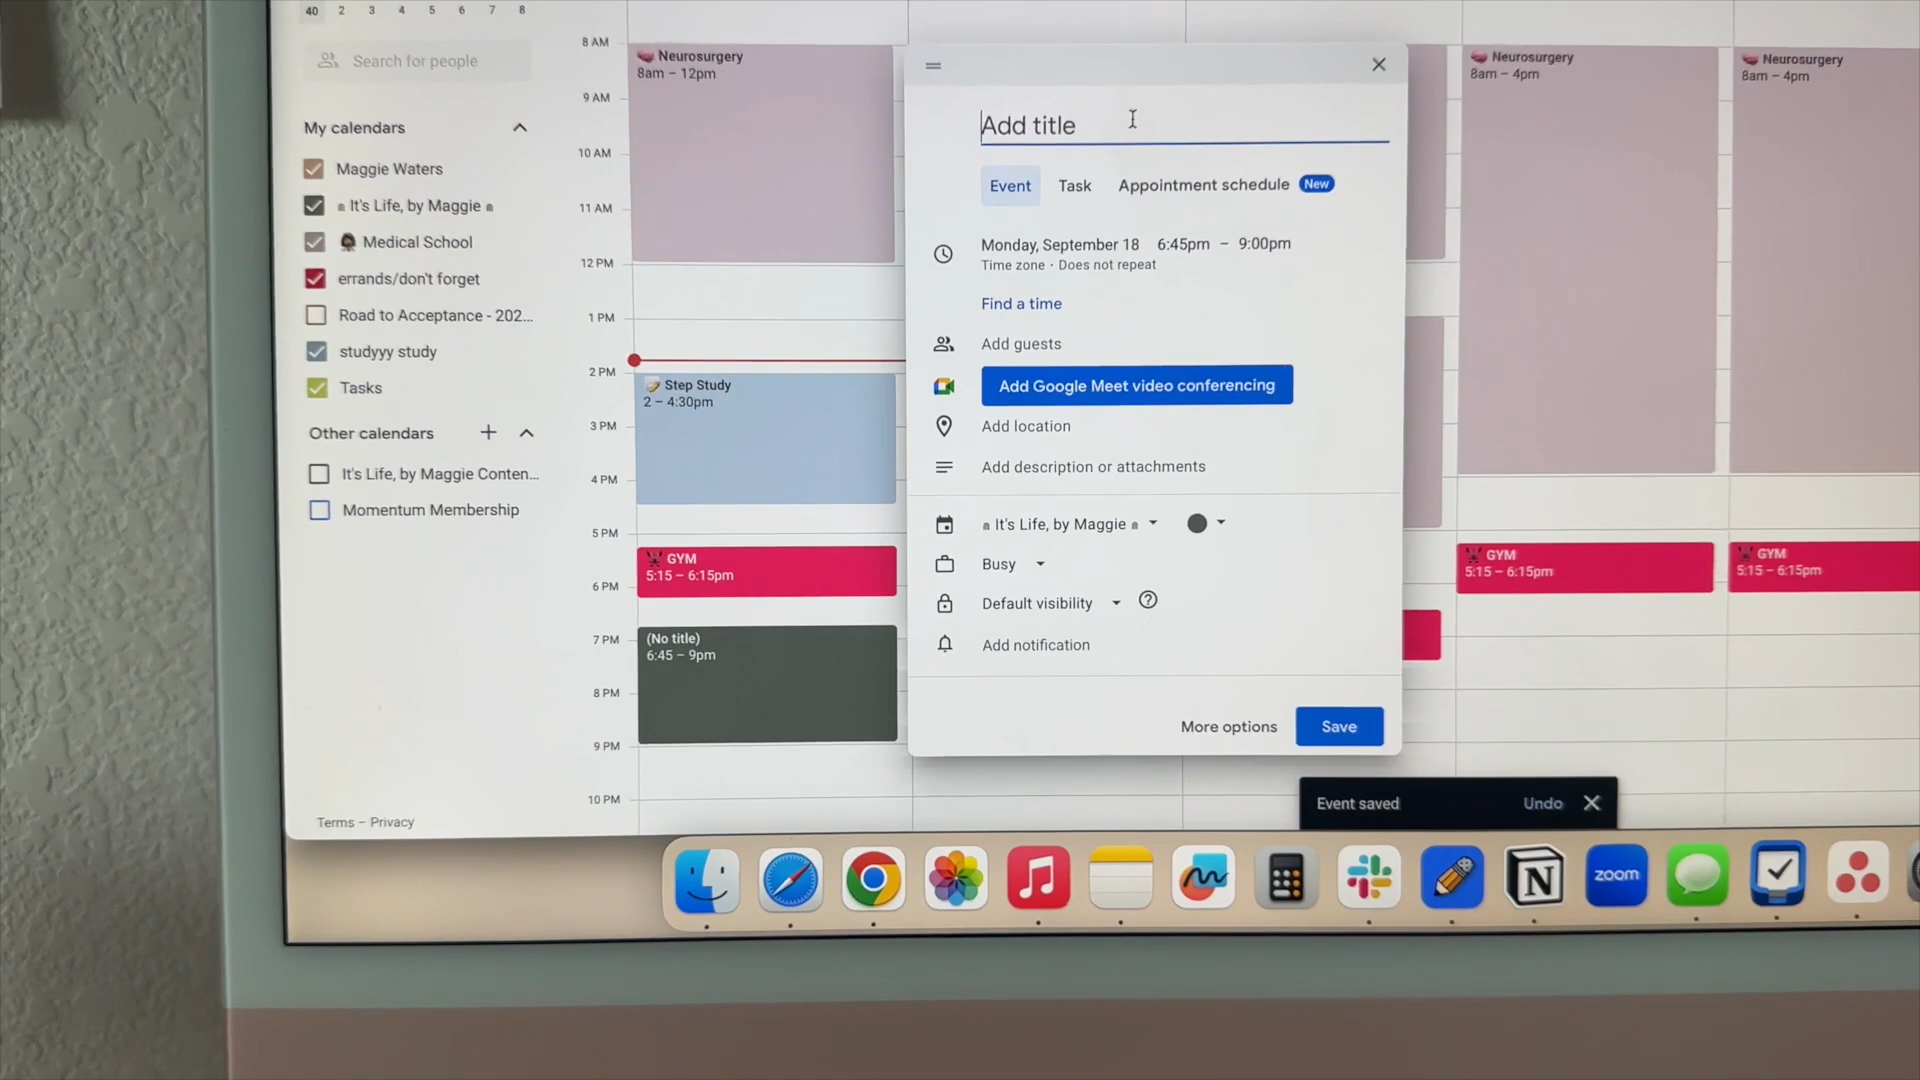 40 2 3 4 5 6 7 8
Search for people
My calendars
Maggie Waters
It's Life, by Maggie
Medical School
errands/don't forget
Road to Acceptance - 202...
studyyy study
Tasks
Other calendars
It's Life, by Maggie Conten...
Momentum Membership
Terms – Privacy
8 AM
9 AM
10 AM
11 AM
12 PM
1 PM
2 PM
3 PM
4 PM
5 PM
6 PM
7 PM
8 PM
9 PM
10 PM
Neurosurgery
8am – 12pm
Step Study
2 – 4:30pm
GYM
5:15 – 6:15pm
(No title)
6:45 – 9pm
Add title
Event Task Appointment schedule New
Monday, September 18 6:45pm – 9:00pm
Time zone · Does not repeat
Find a time
Add guests
Add Google Meet video conferencing
Add location
Add description or attachments
It's Life, by Maggie
Busy
Default visibility
Add notification
More options Save
Neurosurgery
8am – 4pm
GYM
5:15 – 6:15pm
Neurosurgery
8am – 4pm
GYM
5:15 – 6:15pm
Event saved Undo
N
zoom